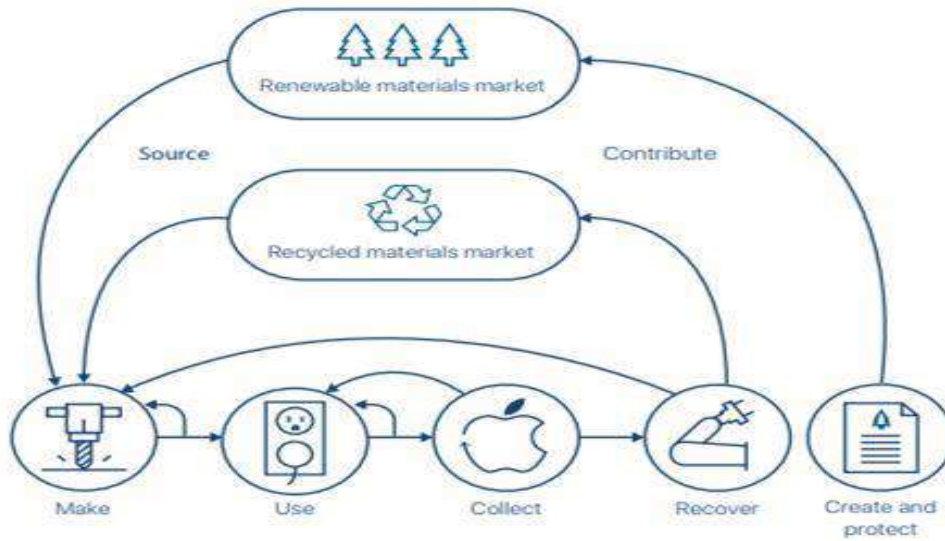 Renewable materials market
Source
Contribute
Recycled materials market
Make
Use
Collect
Recover
Create and
protect